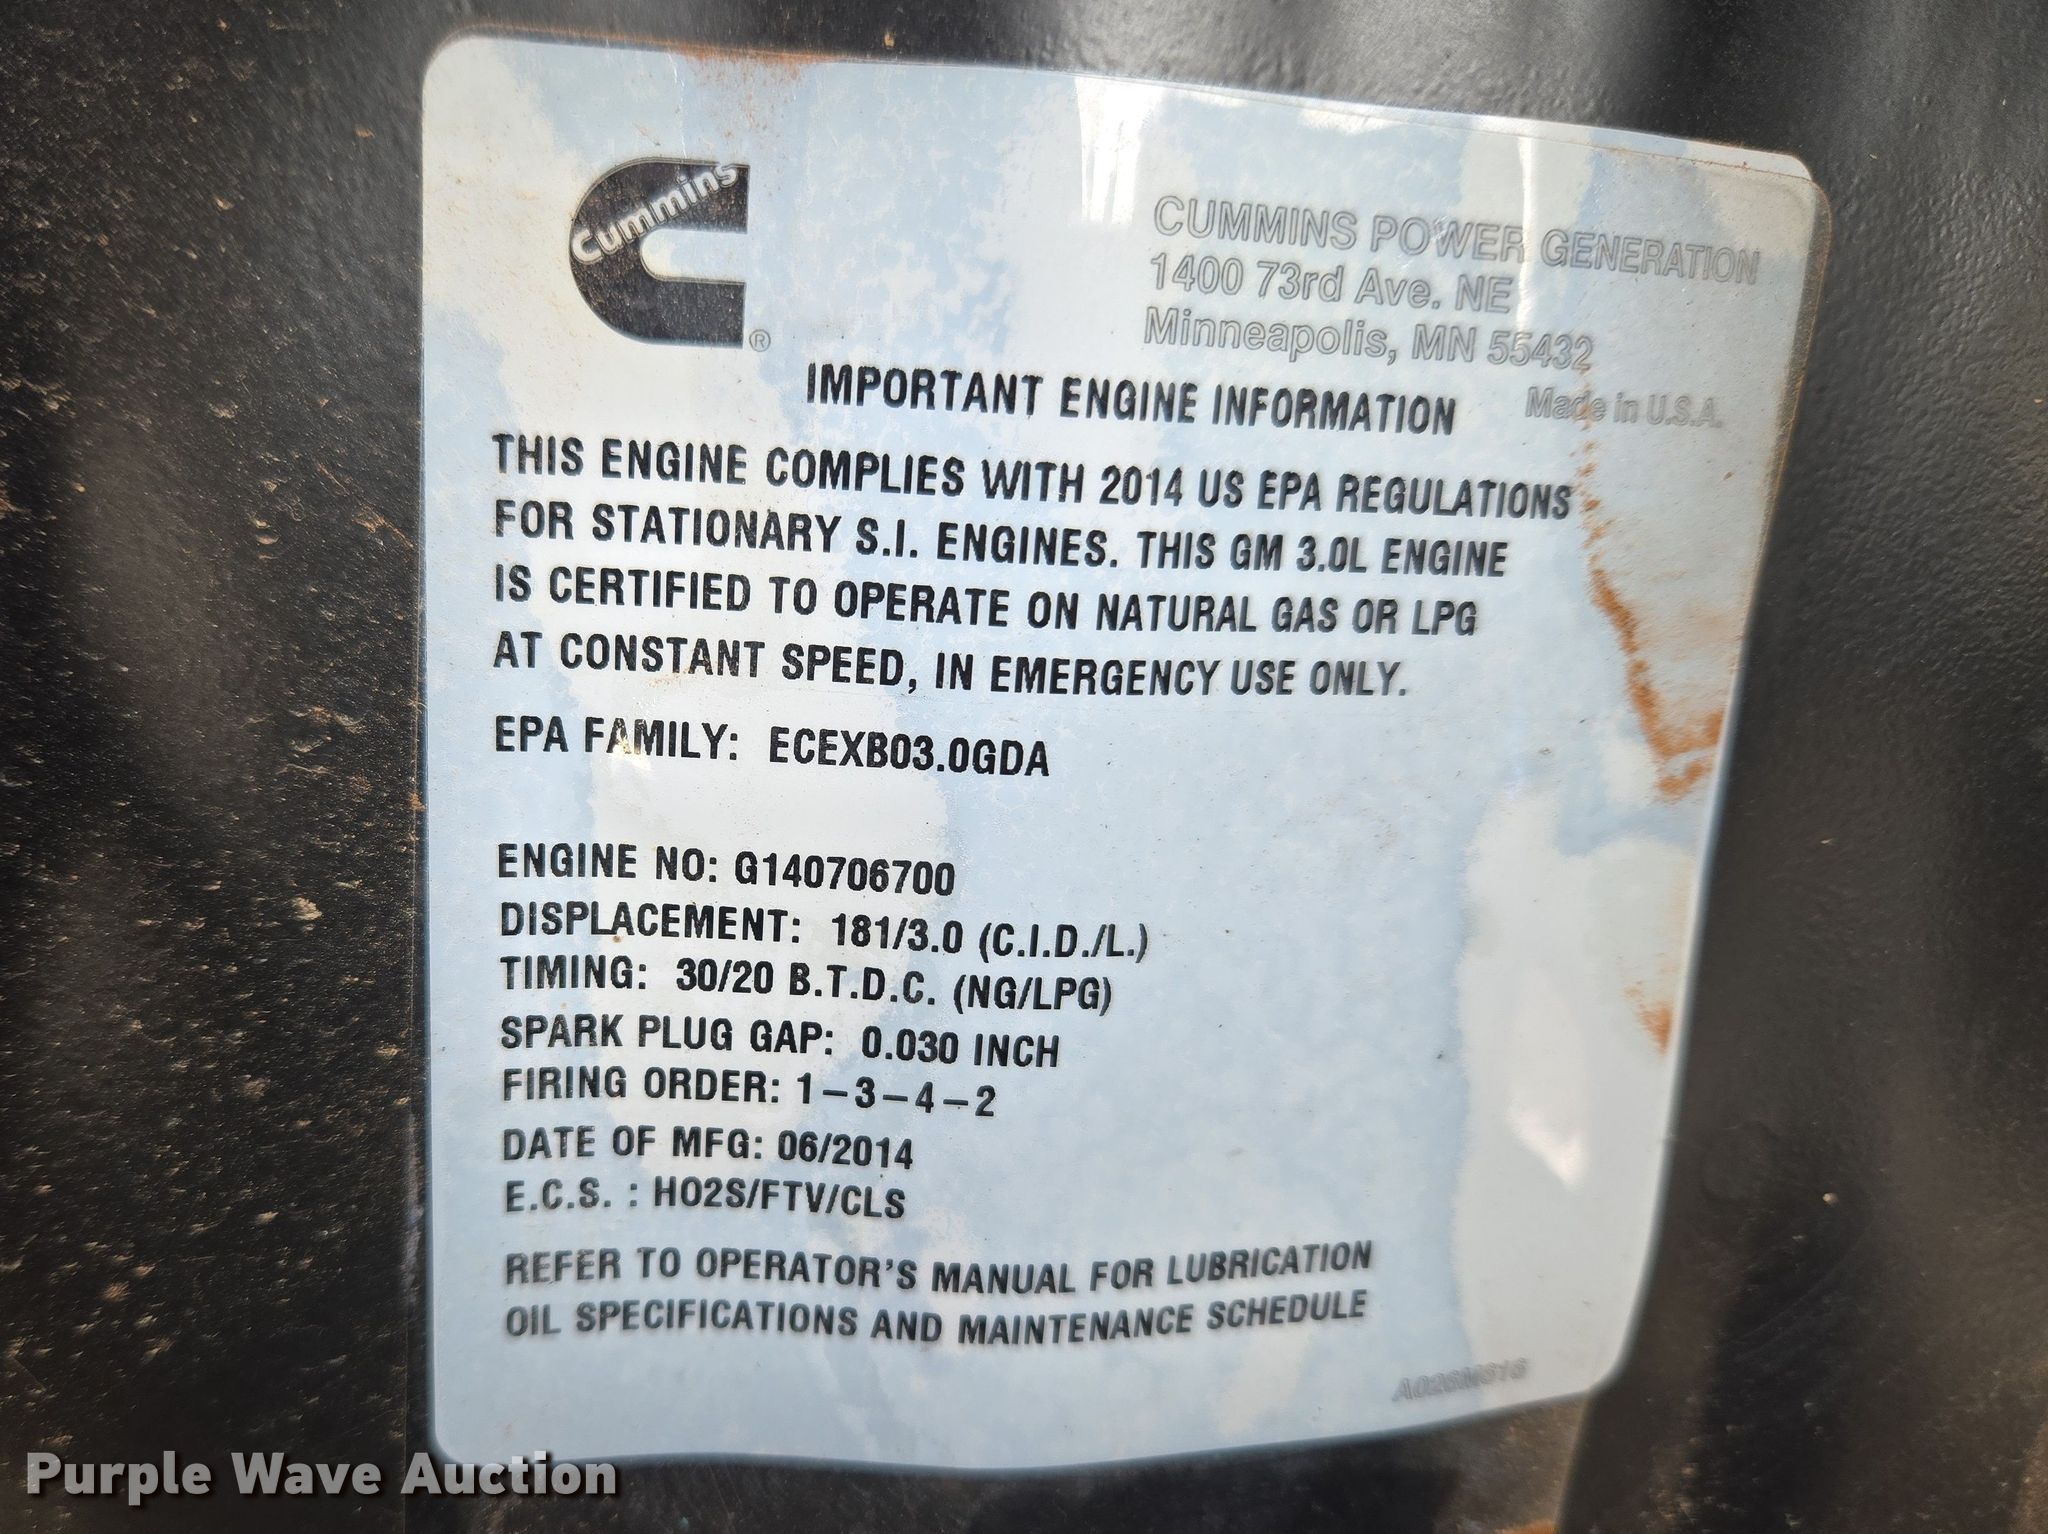 Cummins
®
CUMMINS POWER GENERATION
1400 73rd Ave. NE
Minneapolis, MN 55432
Made in U.S.A.
IMPORTANT ENGINE INFORMATION
THIS ENGINE COMPLIES WITH 2014 US EPA REGULATIONS
FOR STATIONARY S.I. ENGINES. THIS GM 3.0L ENGINE
IS CERTIFIED TO OPERATE ON NATURAL GAS OR LPG
AT CONSTANT SPEED, IN EMERGENCY USE ONLY.
EPA FAMILY: ECEXB03.0GDA
ENGINE NO: G140706700
DISPLACEMENT: 181/3.0 (C.I.D./L.)
TIMING: 30/20 B.T.D.C. (NG/LPG)
SPARK PLUG GAP: 0.030 INCH
FIRING ORDER: 1-3-4-2
DATE OF MFG: 06/2014
E.C.S. : HO2S/FTV/CLS
REFER TO OPERATOR'S MANUAL FOR LUBRICATION
OIL SPECIFICATIONS AND MAINTENANCE SCHEDULE
Purple Wave Auction